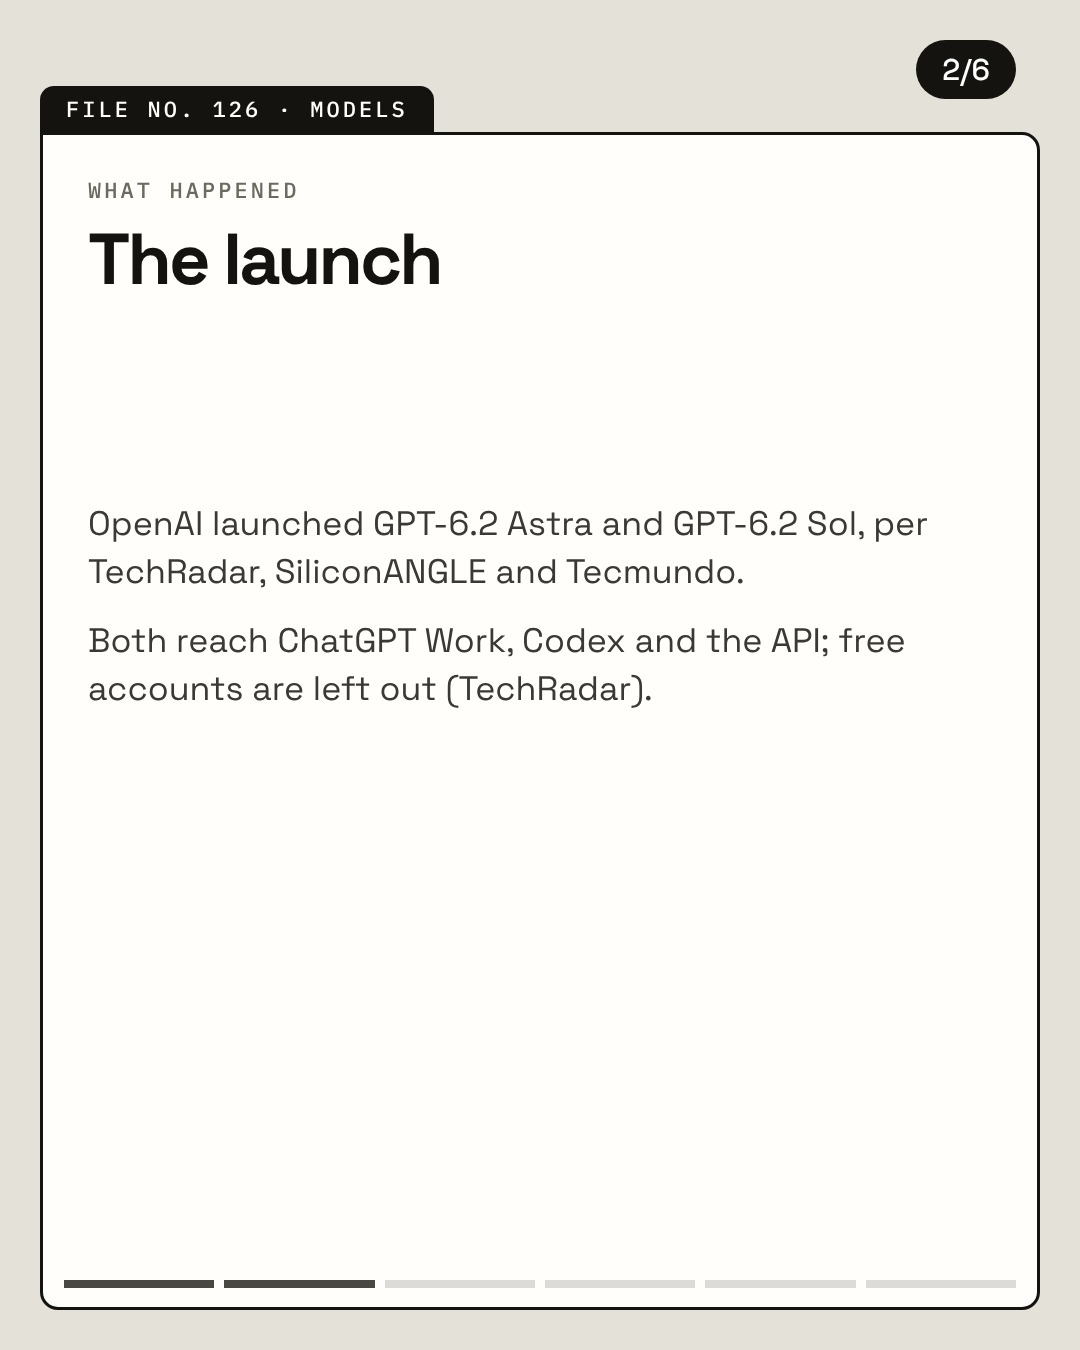 2/6
FILE NO. 126 · MODELS
WHAT HAPPENED
The launch
OpenAI launched GPT-6.2 Astra and GPT-6.2 Sol, per
TechRadar, SiliconANGLE and Tecmundo.
Both reach ChatGPT Work, Codex and the API; free
accounts are left out (TechRadar).